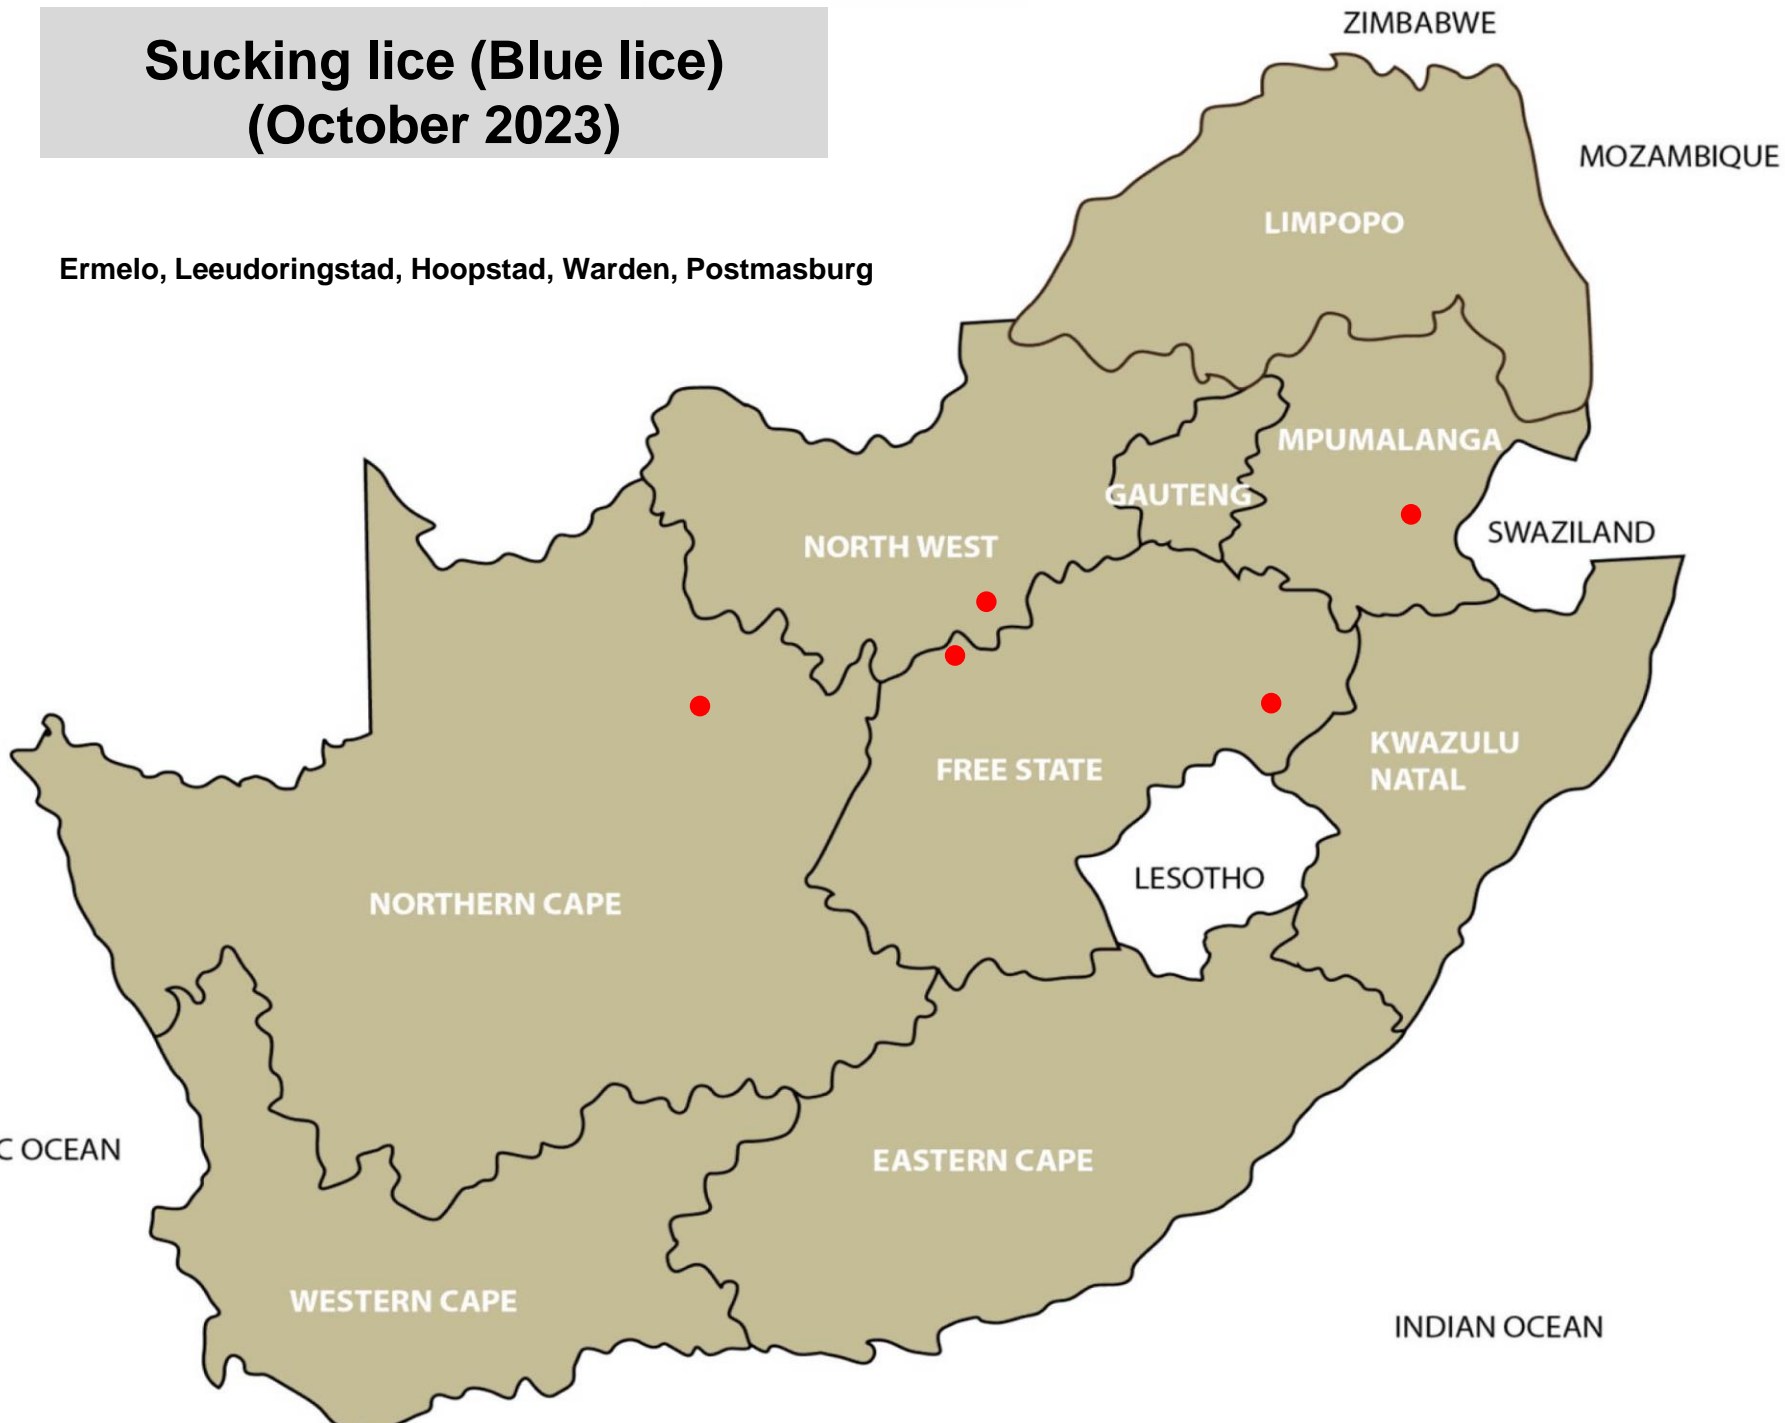 Sucking lice (Blue lice)
(October 2023)
ZIMBABWE
MOZAMBIQUE
LIMPOPO
Ermelo, Leeudoringstad, Hoopstad, Warden, Postmasburg
MPUMALANGA
GAUTENG
SWAZILAND
NORTH WEST
KWAZULU
NATAL
FREE STATE
LESOTHO
NORTHERN CAPE
C OCEAN
EASTERN CAPE
WESTERN CAPE
INDIAN OCEAN